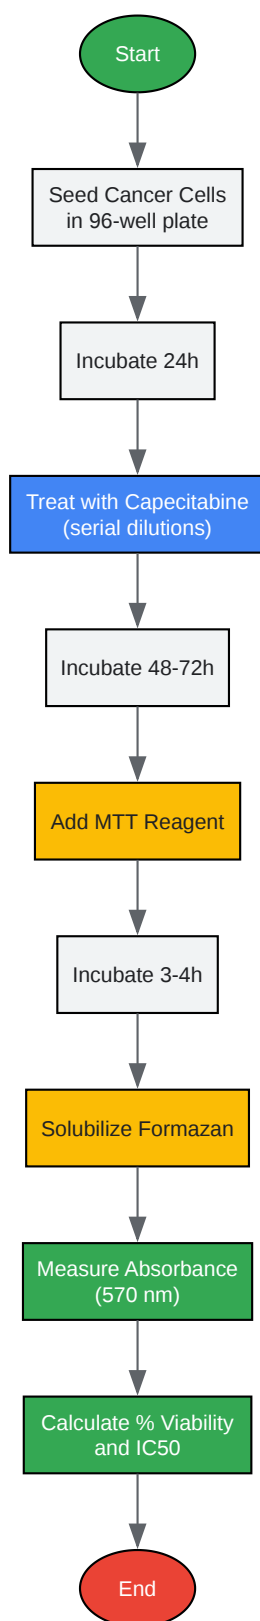 Start
Seed Cancer Cells
in 96-well plate
Incubate 24h
Treat with Capecitabine
(serial dilutions)
Incubate 48-72h
Add MTT Reagent
Incubate 3-4h
Solubilize Formazan
Measure Absorbance
(570 nm)
Calculate % Viability
and IC50
End